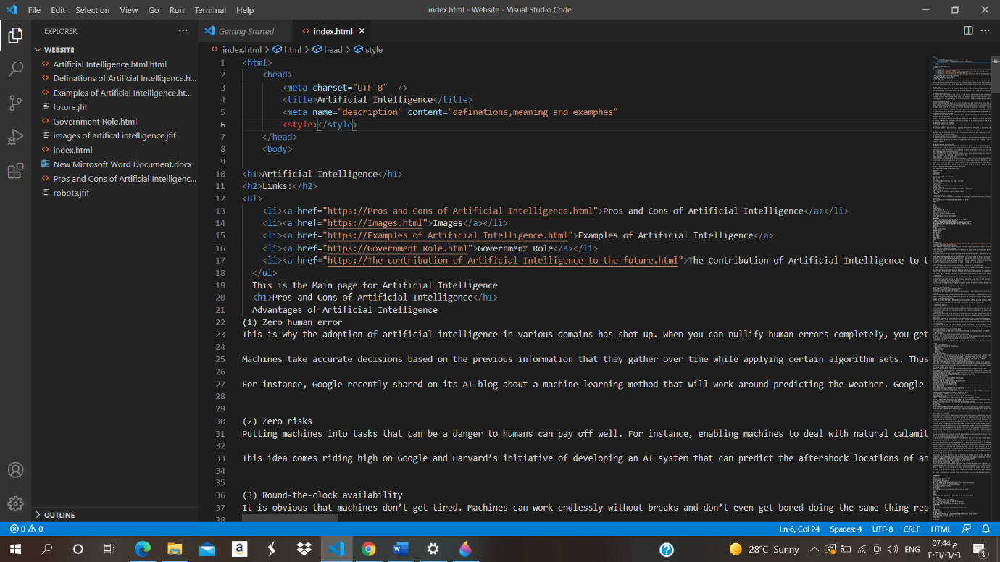 File Edit Selection View Go Run Terminal Help
index.html - Website - Visual Studio Code
EXPLORER
WEBSITE
Artificial Intelligence.html.html
Definations of Artificial Intelligence.h...
Examples of Artificial Intelligence.ht...
future.jfif
Government Role.html
images of artifical intelligence.jfif
index.html
New Microsoft Word Document.docx
Pros and Cons of Artificial Intelligenc...
robots.jfif
OUTLINE
Getting Started
index.html
index.html > html > head > style
1 <html>
2 <head>
3 <meta charset="UTF-8" />
4 <title>Artificial Intelligence</title>
5 <meta name="description" content="definations,meaning and examphes"
6 <style></style>
7 </head>
8 <body>
9
10 <h1>Artificial Intelligence</h1>
11 <h2>Links:</h2>
12 <ul>
13 <li><a href="https://Pros and Cons of Artificial Intelligence.html">Pros and Cons of Artificial Intelligence</a></li>
14 <li><a href="https://Images.html">Images</a></li>
15 <li><a href="https://Examples of Artificial Intelligence.html">Examples of Artificial Intelligence</a>
16 <li><a href="https://Government Role.html">Government Role</a></li>
17 <li><a href="https://The contribution of Artificial Intelligence to the future.html">The Contribution of Artificial Intelligence to t
18 </ul>
19 This is the Main page for Artificial Intelligence
20 <h1>Pros and Cons of Artificial Intelligence</h1>
21 Advantages of Artificial Intelligence
22 (1) Zero human error
23 This is why the adoption of artificial intelligence in various domains has shot up. When you can nullify human errors completely, you get
24
25 Machines take accurate decisions based on the previous information that they gather over time while applying certain algorithm sets. Thus
26
27 For instance, Google recently shared on its AI blog about a machine learning method that will work around predicting the weather. Google
28
29
30 (2) Zero risks
31 Putting machines into tasks that can be a danger to humans can pay off well. For instance, enabling machines to deal with natural calamit
32
33 This idea comes riding high on Google and Harvard’s initiative of developing an AI system that can predict the aftershock locations of an
34
35
36 (3) Round-the-clock availability
37 It is obvious that machines don’t get tired. Machines can work endlessly without breaks and don’t even get bored doing the same thing rep
38
0 0
Ln 6, Col 24 Spaces: 4 UTF-8 CRLF HTML
28°C Sunny
ENG
م 07:44
٢٠٢١/٠٦/٠٦